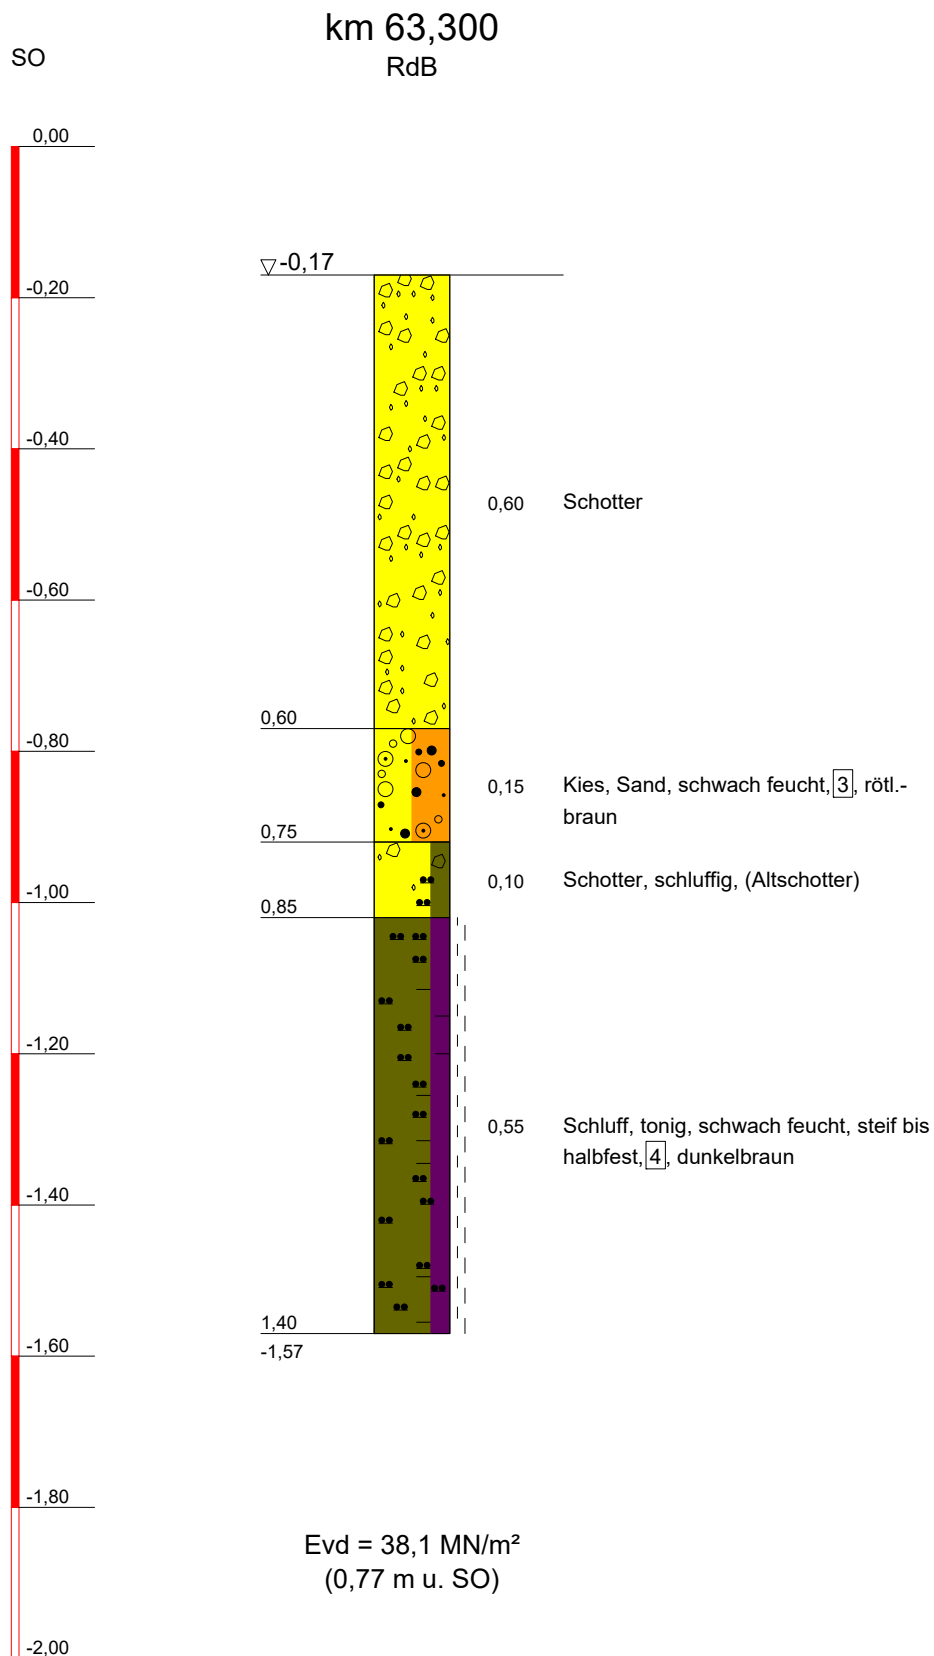 km 63,300
SO
RdB
0,00
-0,17
-0,20
-0,40
0,60 Schotter
-0,60
0,60
-0,80
0,15 Kies, Sand, schwach feucht, 3, rötl.-
braun
0,75
0,10 Schotter, schluffig, (Altschotter)
-1,00
0,85
-1,20
0,55 Schluff, tonig, schwach feucht, steif bis
halbfest, 4, dunkelbraun
-1,40
1,40
-1,57
-1,60
-1,80
Evd = 38,1 MN/m²
(0,77 m u. SO)
-2,00